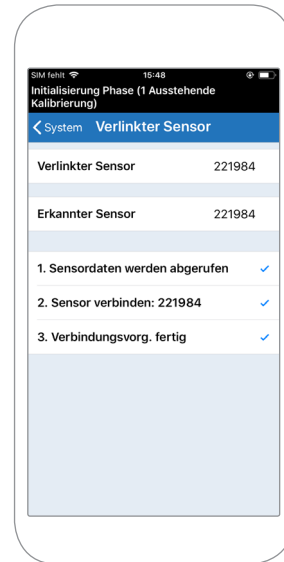 SIM fehlt 15:48
Initialisierung Phase (1 Ausstehende
Kalibrierung)
System Verlinkter Sensor
Verlinkter Sensor 221984
Erkannter Sensor 221984
1. Sensordaten werden abgerufen
2. Sensor verbinden: 221984
3. Verbindungsvorg. fertig